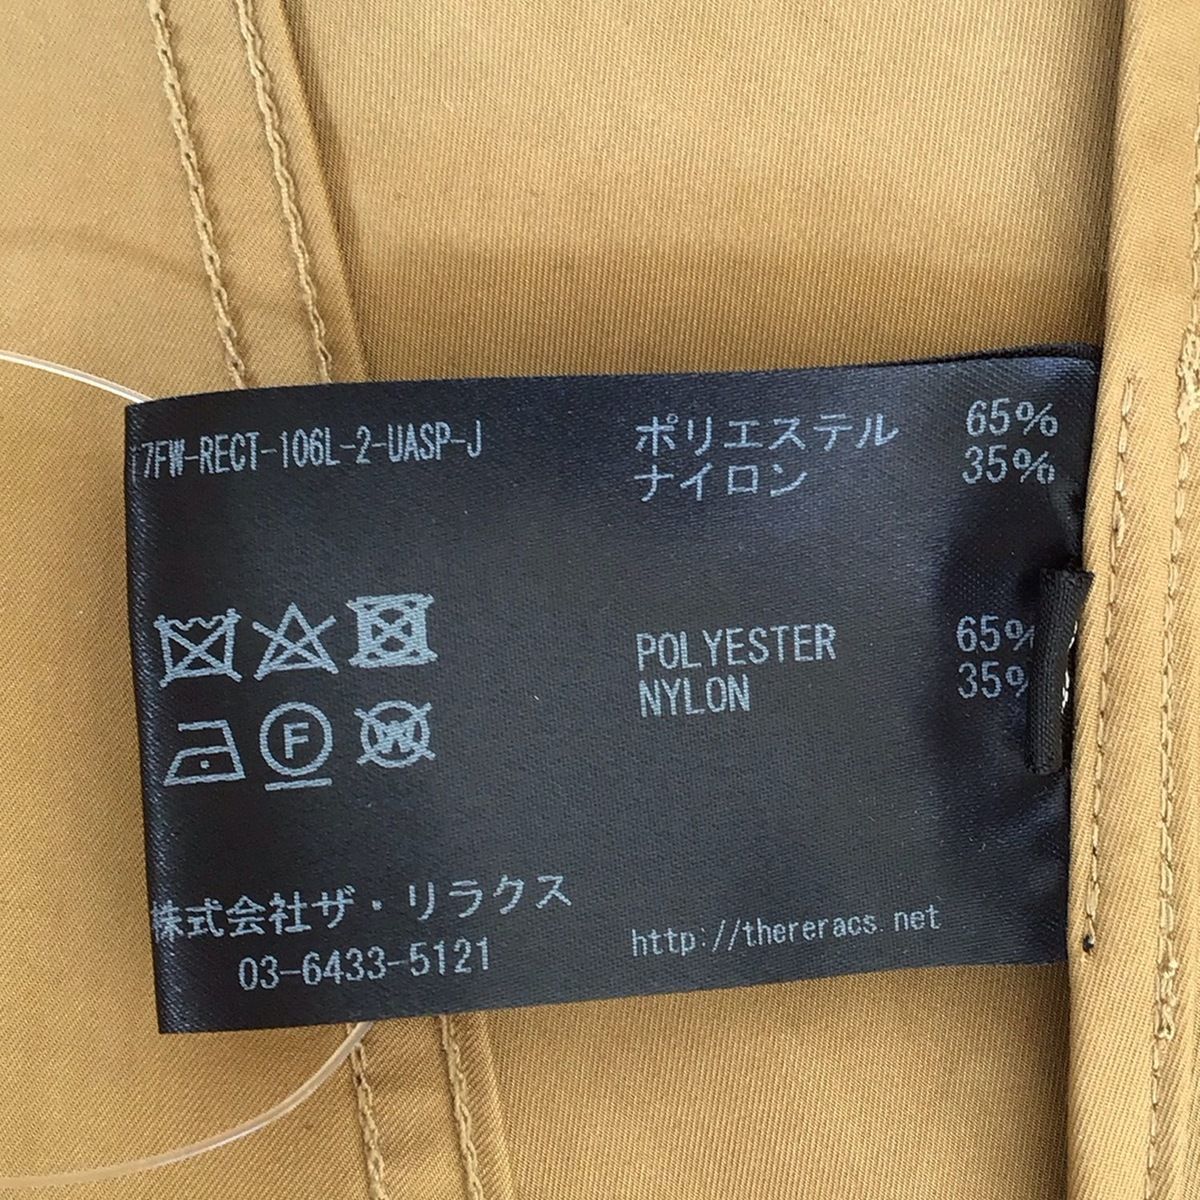 17FW-RECT-106L-2-UASP-J
ポリエステル 65%
ナイロン 35%
POLYESTER 65%
NYLON 35%
F
W
株式会社ザ・リラクス
03-6433-5121
http://thereracs.net